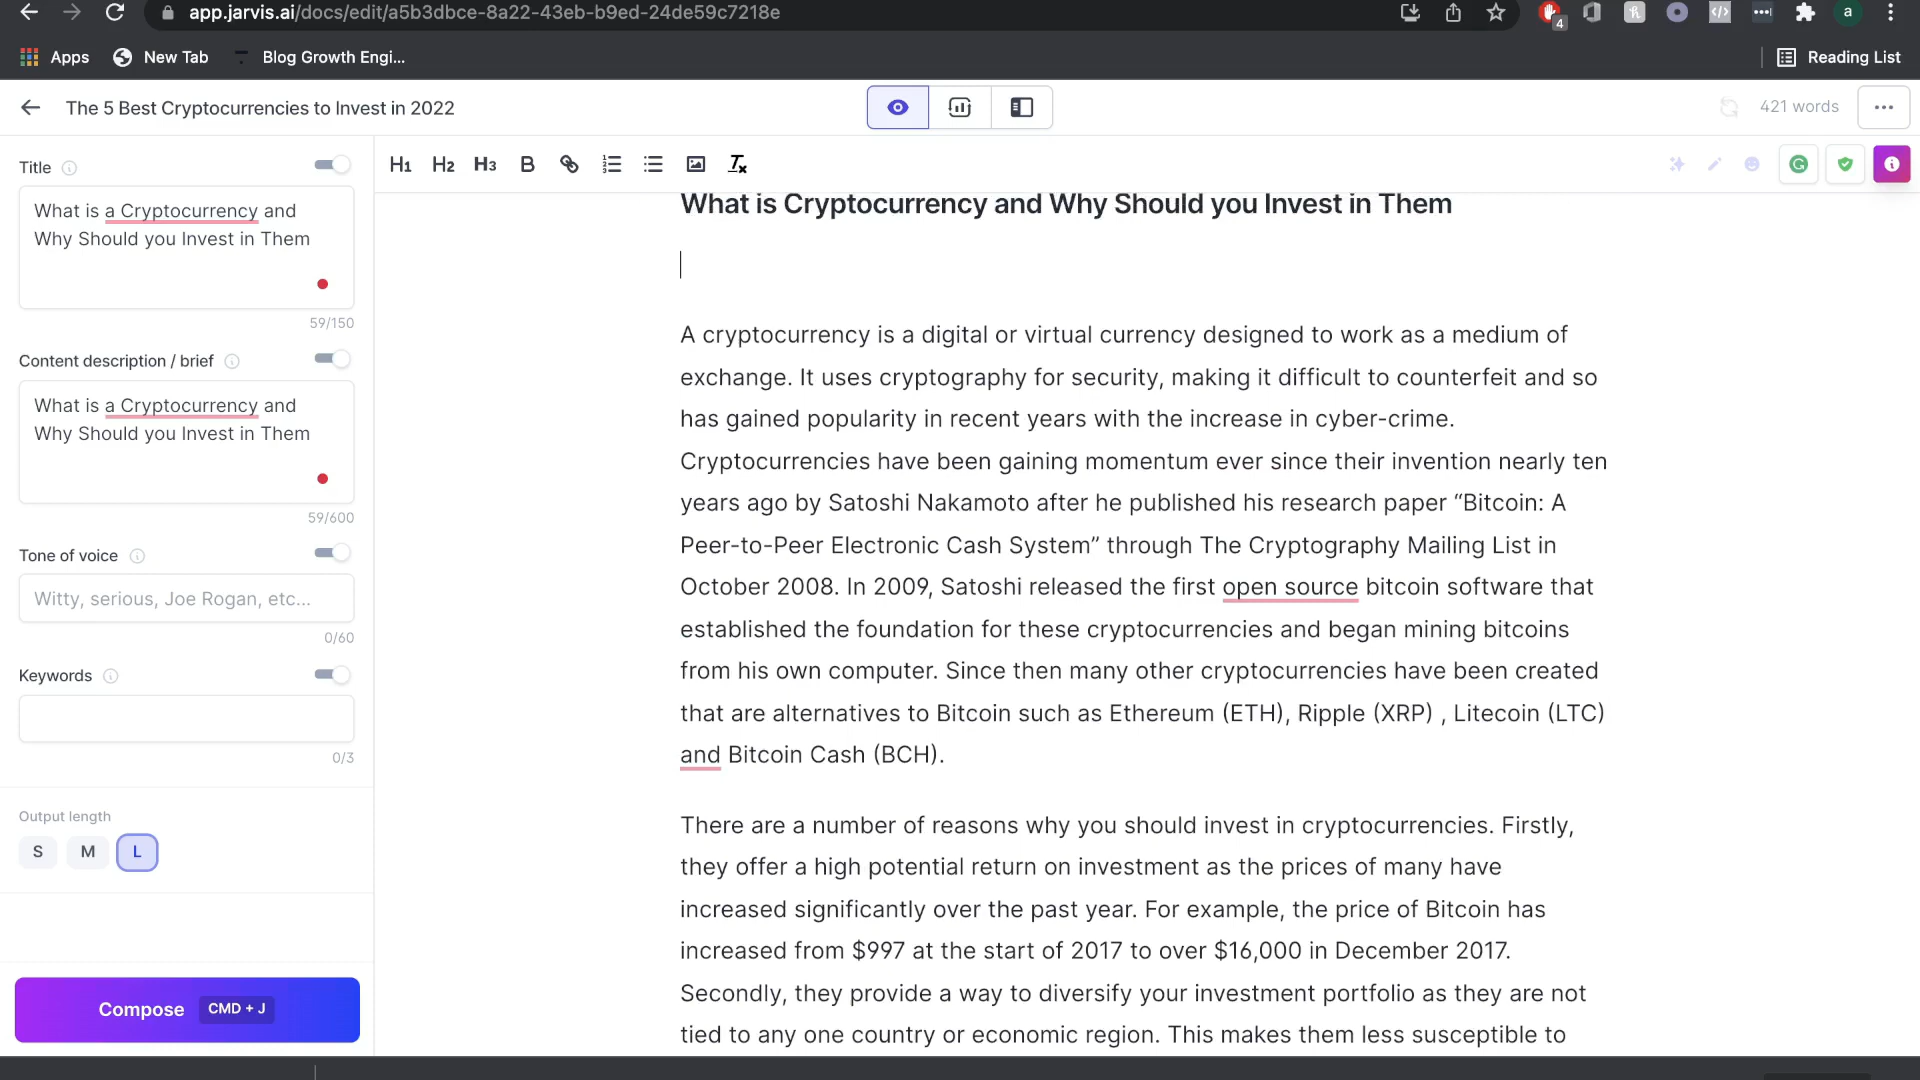 app.jarvis.ai/docs/edit/a5b3dbce-8a22-43eb-b9ed-24de59c7218e
4
a
Apps
New Tab
Blog Growth Engi...
Reading List
The 5 Best Cryptocurrencies to Invest in 2022
421 words
Title
What is a Cryptocurrency and
Why Should you Invest in Them
59/150
Content description / brief
What is a Cryptocurrency and
Why Should you Invest in Them
59/600
Tone of voice
Witty, serious, Joe Rogan, etc...
0/60
Keywords
0/3
Output length
S M L
Compose CMD + J
H1 H2 H3 B
What is Cryptocurrency and Why Should you Invest in Them
A cryptocurrency is a digital or virtual currency designed to work as a medium of
exchange. It uses cryptography for security, making it difficult to counterfeit and so
has gained popularity in recent years with the increase in cyber-crime.
Cryptocurrencies have been gaining momentum ever since their invention nearly ten
years ago by Satoshi Nakamoto after he published his research paper “Bitcoin: A
Peer-to-Peer Electronic Cash System” through The Cryptography Mailing List in
October 2008. In 2009, Satoshi released the first open source bitcoin software that
established the foundation for these cryptocurrencies and began mining bitcoins
from his own computer. Since then many other cryptocurrencies have been created
that are alternatives to Bitcoin such as Ethereum (ETH), Ripple (XRP) , Litecoin (LTC)
and Bitcoin Cash (BCH).
There are a number of reasons why you should invest in cryptocurrencies. Firstly,
they offer a high potential return on investment as the prices of many have
increased significantly over the past year. For example, the price of Bitcoin has
increased from $997 at the start of 2017 to over $16,000 in December 2017.
Secondly, they provide a way to diversify your investment portfolio as they are not
tied to any one country or economic region. This makes them less susceptible to